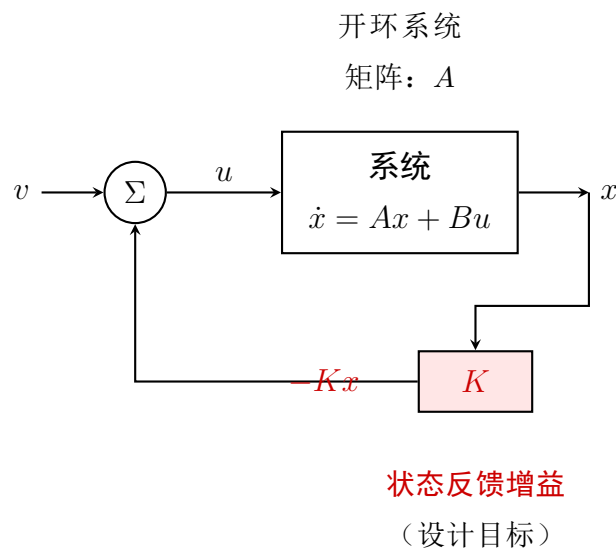 开环系统
矩阵：A
系统
v
Σ
u
ẋ = Ax + Bu
x
−Kx
K
状态反馈增益
（设计目标）